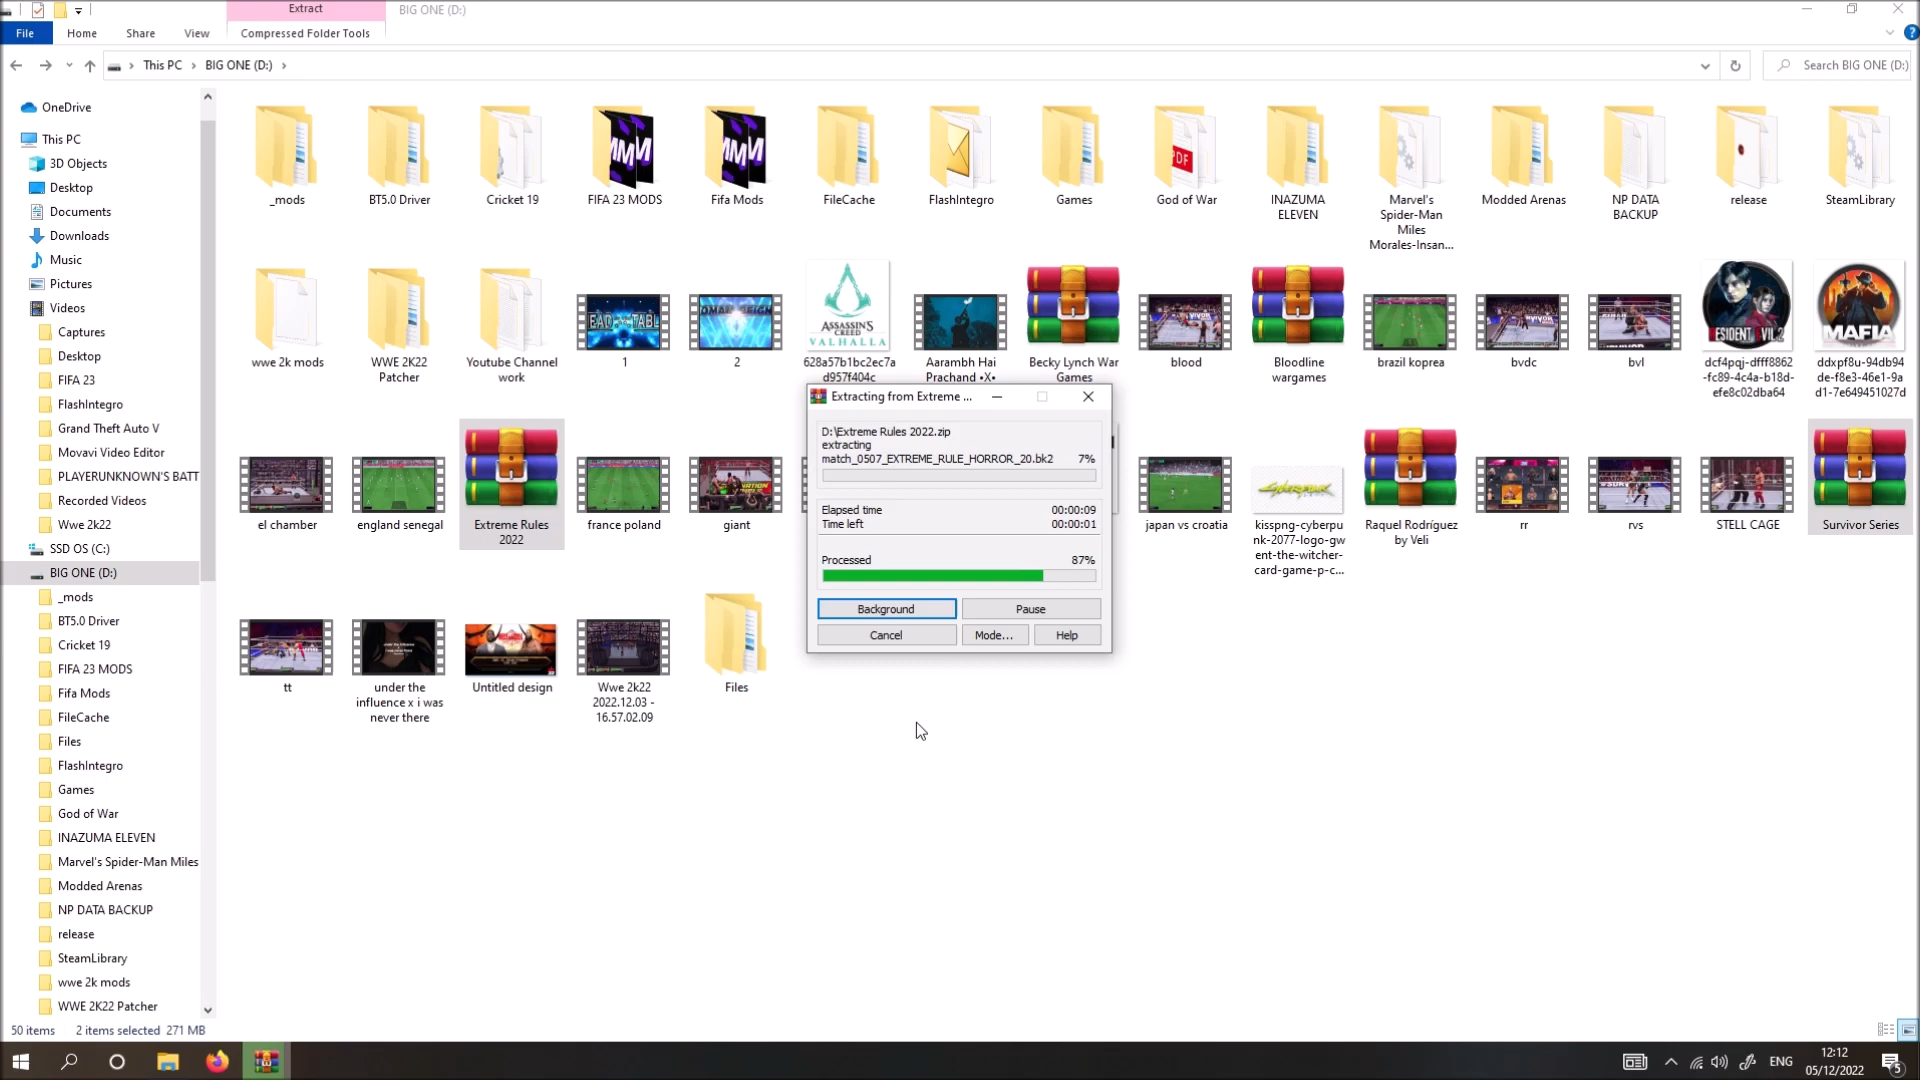 Extract
BIG ONE (D:)
File
Home
Share
View
Compressed Folder Tools
This PC
BIG ONE (D:)
Search BIG ONE (D:)
OneDrive
This PC
3D Objects
Desktop
Documents
Downloads
Music
Pictures
Videos
Captures
Desktop
FIFA 23
FlashIntegro
Grand Theft Auto V
Movavi Video Editor
PLAYERUNKNOWN'S BATT
Recorded Videos
Wwe 2k22
SSD OS (C:)
BIG ONE (D:)
_mods
BT5.0 Driver
Cricket 19
FIFA 23 MODS
Fifa Mods
FileCache
Files
FlashIntegro
Games
God of War
INAZUMA ELEVEN
Marvel's Spider-Man Miles
Modded Arenas
NP DATA BACKUP
release
SteamLibrary
wwe 2k mods
WWE 2K22 Patcher
_mods
BT5.0 Driver
Cricket 19
FIFA 23 MODS
Fifa Mods
FileCache
FlashIntegro
Games
PDF
God of War
INAZUMA
ELEVEN
Marvel's
Spider-Man
Miles
Morales-Insan...
Modded Arenas
NP DATA
BACKUP
release
SteamLibrary
wwe 2k mods
WWE 2K22
Patcher
Youtube Channel
work
1
2
ASSASSIN'S
CREED
VALHALLA
628a57b1bc2ec7a
d957f404c
Aarambh Hai
Prachand •X•
Becky Lynch War
Games
blood
Bloodline
wargames
brazil koprea
bvdc
bvl
RESIDENT EVIL 2
dcf4pqj-dfff8862
-fc89-4c4a-b18d-
efe8c02dba64
MAFIA
ddxpf8u-94db94
de-f8e3-46e1-9a
d1-7e649451027d
el chamber
england senegal
Extreme Rules
2022
france poland
giant
japan vs croatia
kisspng-cyberpu
nk-2077-logo-gw
ent-the-witcher-
card-game-p-c...
Raquel Rodríguez
by Veli
rr
rvs
STELL CAGE
Survivor Series
tt
under the
influence x i was
never there
Untitled design
Wwe 2k22
2022.12.03 -
16.57.02.09
Files
Extracting from Extreme ...
D:\Extreme Rules 2022.zip
extracting
match_0507_EXTREME_RULE_HORROR_20.bk2 7%
Elapsed time 00:00:09
Time left 00:00:01
Processed 87%
Background
Pause
Cancel
Mode...
Help
50 items 2 items selected 271 MB
ENG
12:12
05/12/2022
5